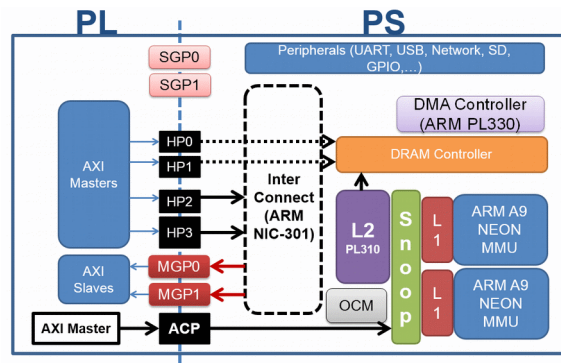 PL
PS
SGP0
SGP1
Peripherals (UART, USB, Network, SD,
GPIO,...)
DMA Controller
(ARM PL330)
AXI
Masters
HP0
HP1
HP2
HP3
Inter
Connect
(ARM
NIC-301)
DRAM Controller
L2
PL310
Snoop
L1
ARM A9
NEON
MMU
AXI
Slaves
MGP0
MGP1
OCM
L1
ARM A9
NEON
MMU
AXI Master
ACP